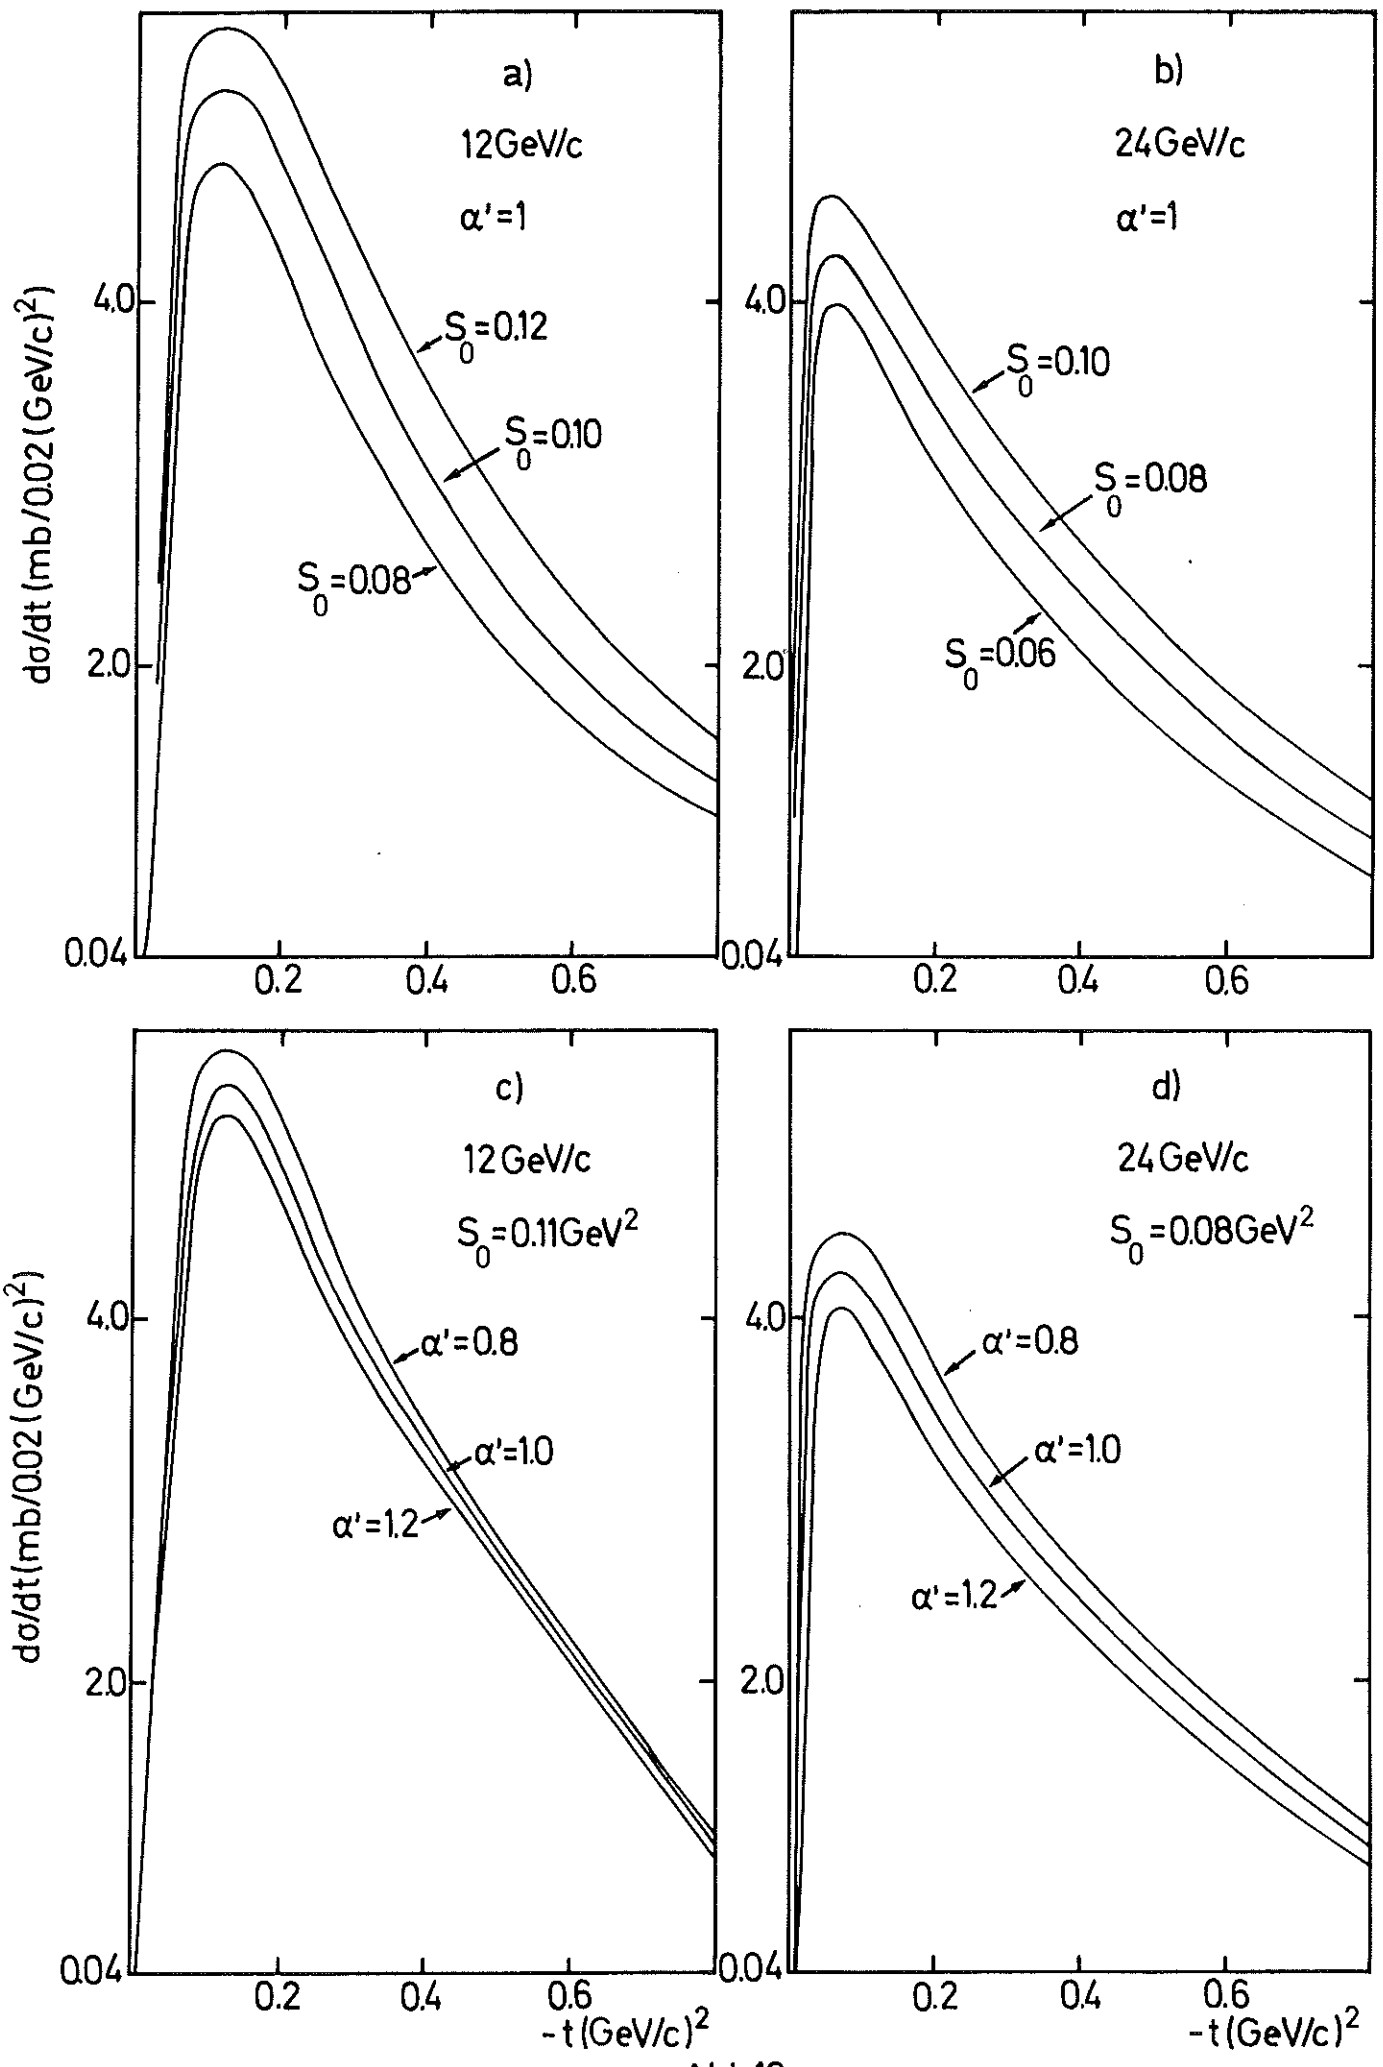 a)
12GeV/c
α'=1
S₀=0.12
S₀=0.10
S₀=0.08
4.0
2.0
0.04
0.2 0.4 0.6
dσ/dt(mb/0.02(GeV/c)²)
b)
24GeV/c
α'=1
S₀=0.10
S₀=0.08
S₀=0.06
4.0
2.0
0.04
0.2 0.4 0.6
c)
12GeV/c
S₀=0.11GeV²
α'=0.8
α'=1.0
α'=1.2
4.0
2.0
0.04
0.2 0.4 0.6
-t(GeV/c)²
dσ/dt(mb/0.02(GeV/c)²)
d)
24GeV/c
S₀=0.08GeV²
α'=0.8
α'=1.0
α'=1.2
4.0
2.0
0.04
0.2 0.4 0.6
-t(GeV/c)²